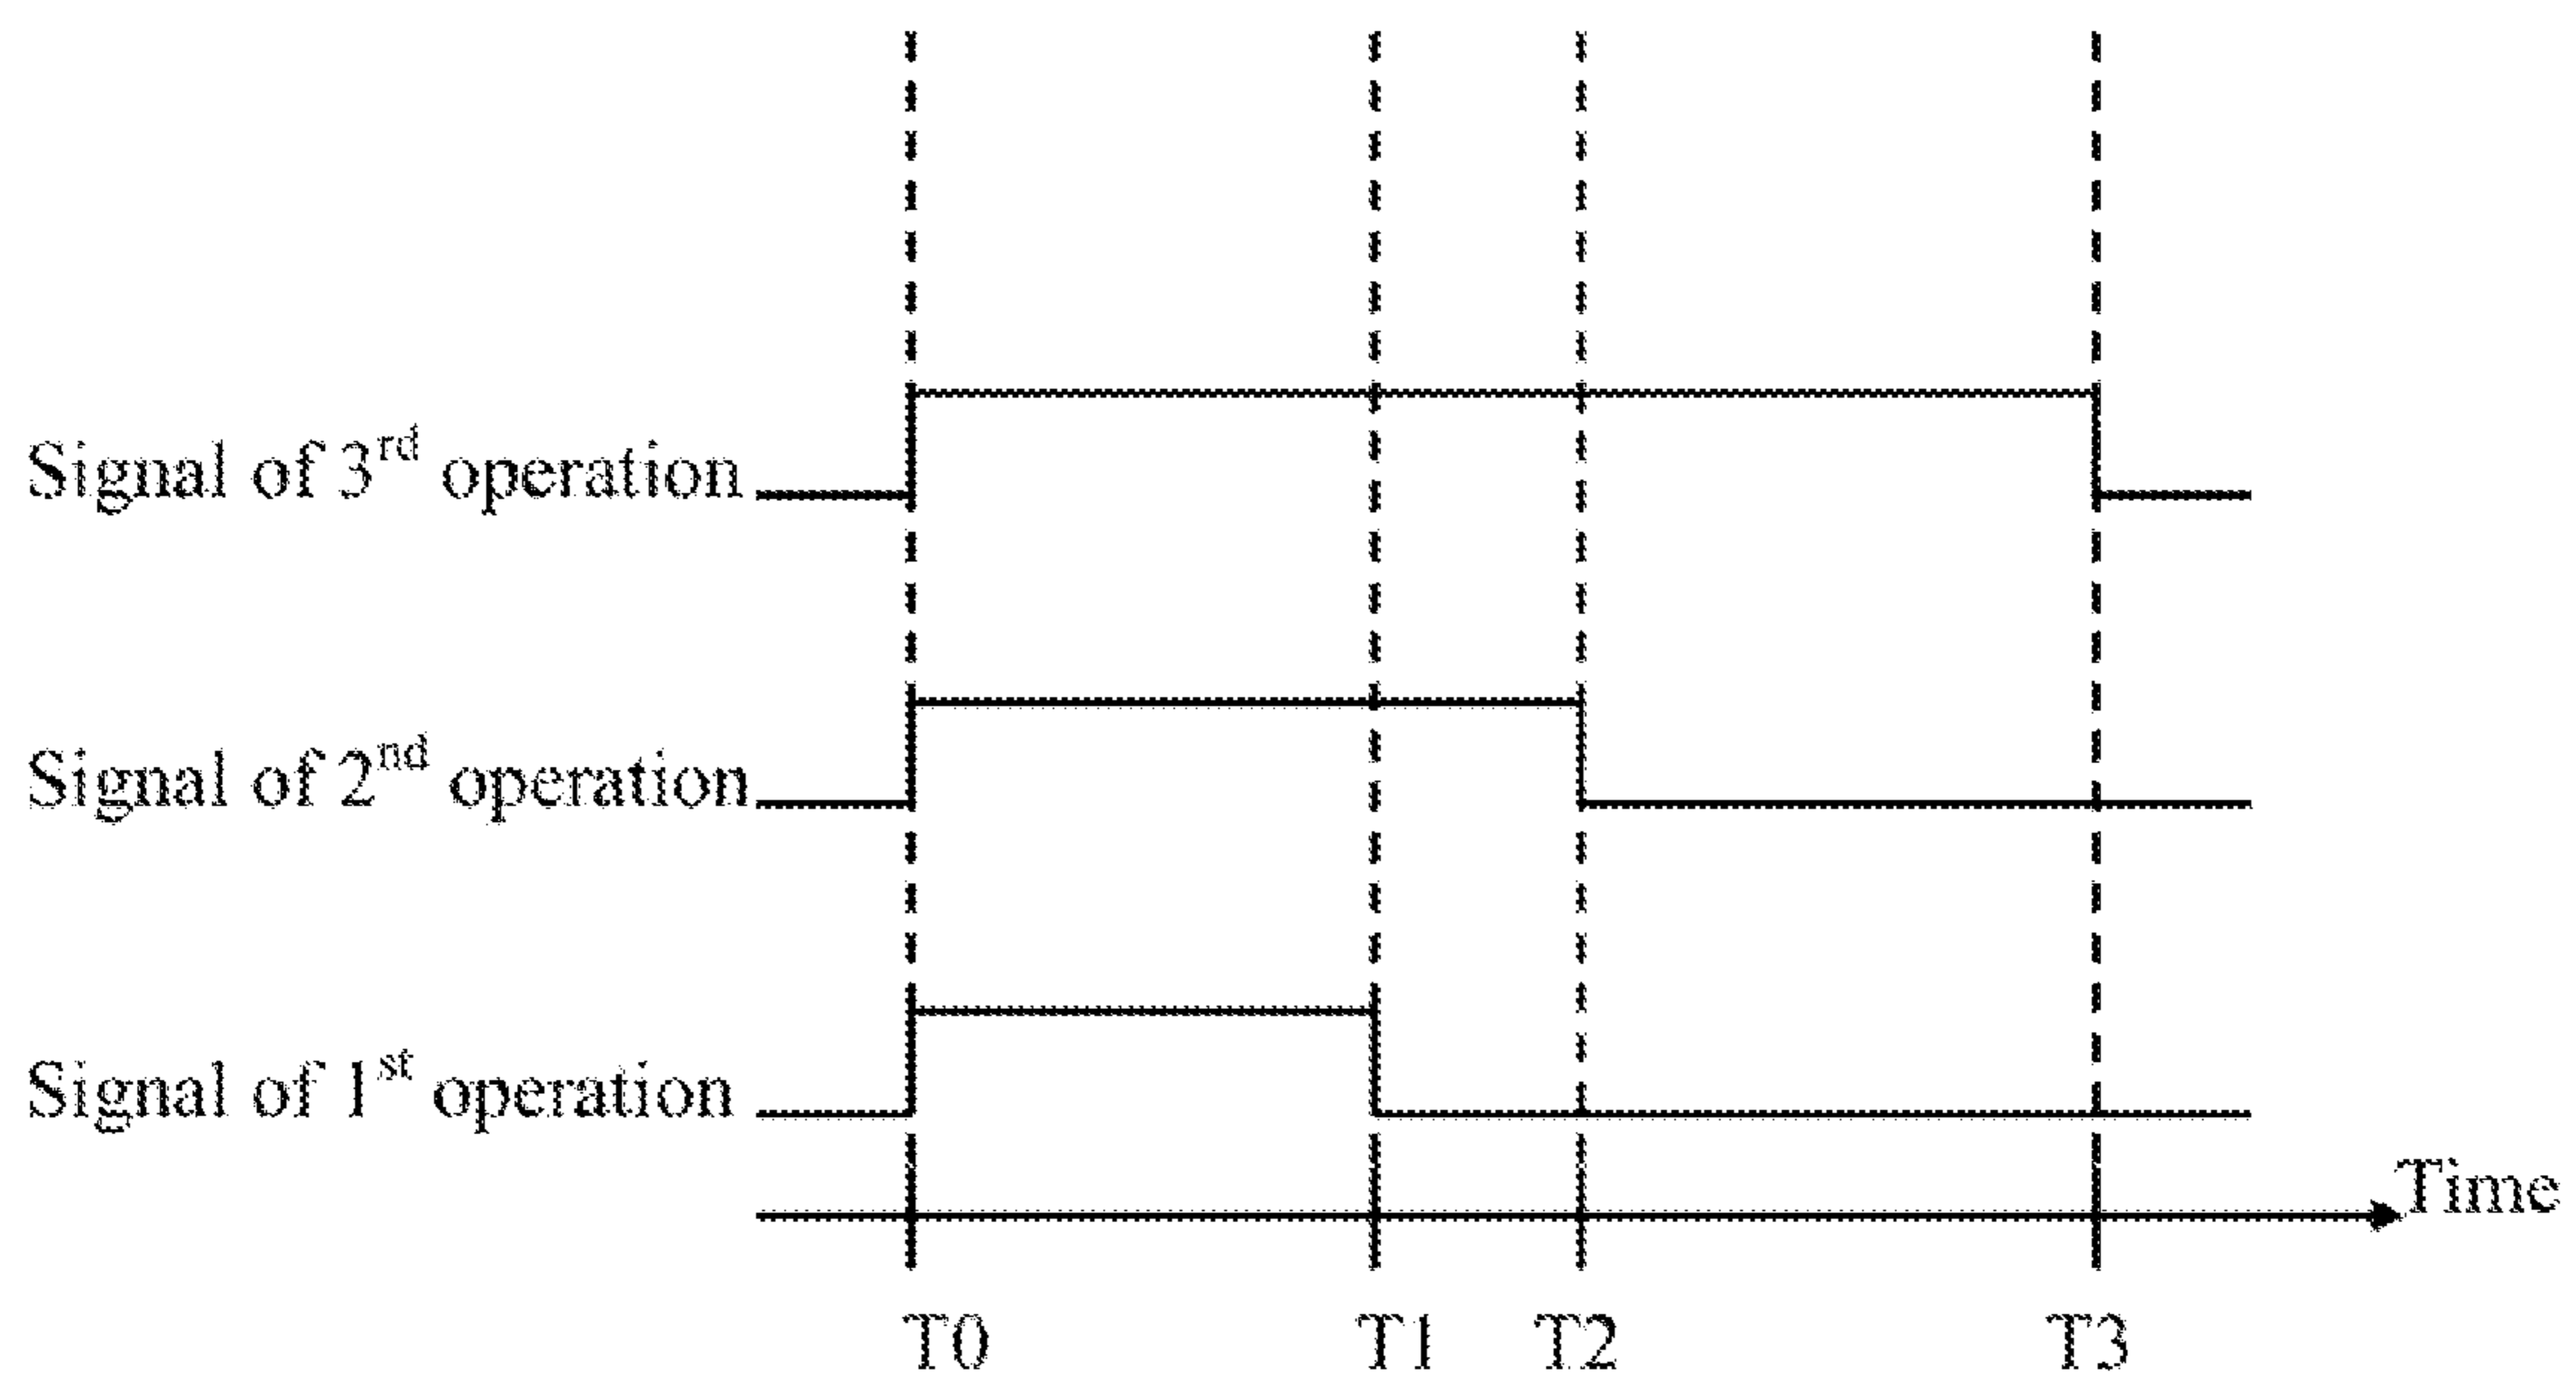 Signal of 3rd operation
Signal of 2nd operation
Signal of 1st operation
Time
T0 T1 T2 T3